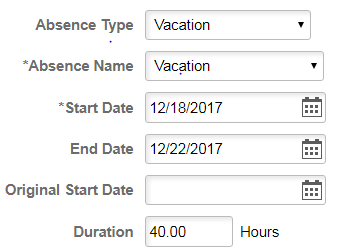 Absence Type Vacation
*Absence Name Vacation
*Start Date 12/18/2017
End Date 12/22/2017
Original Start Date
Duration 40.00 Hours